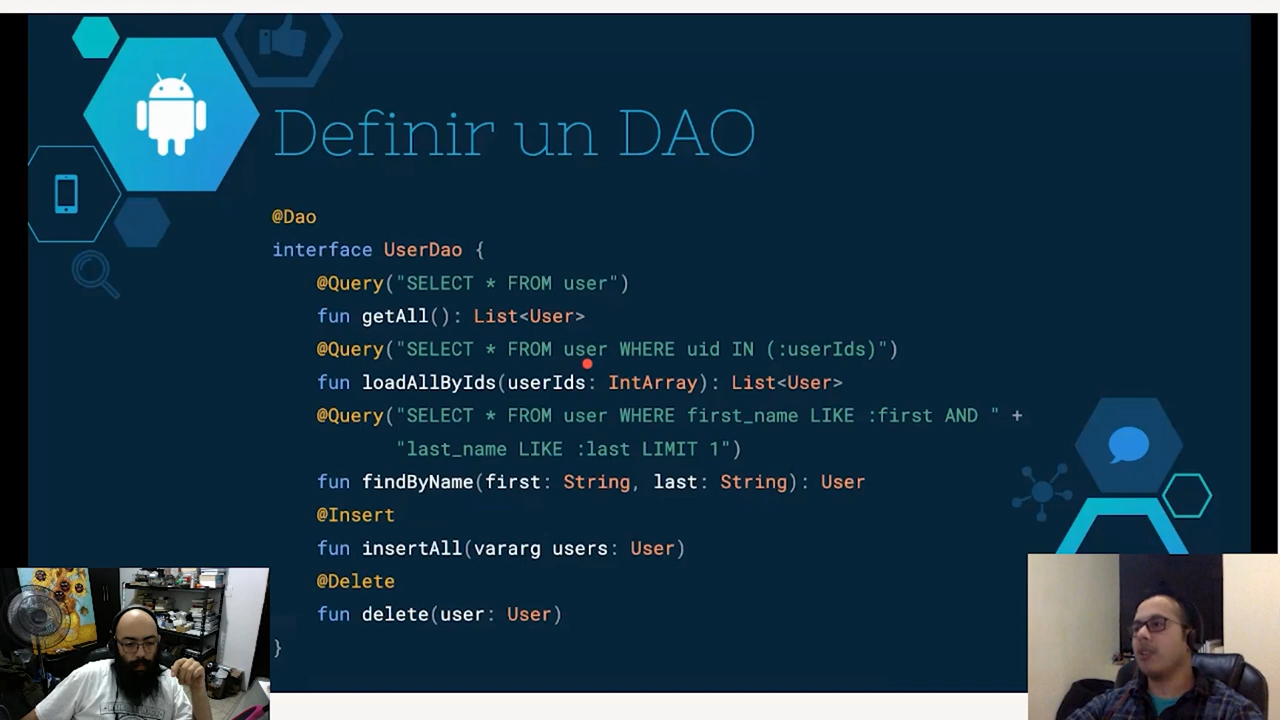 Definir un DAO
@Dao
interface UserDao {
@Query("SELECT * FROM user")
fun getAll(): List<User>
@Query("SELECT * FROM user WHERE uid IN (:userIds)")
fun loadAllByIds(userIds: IntArray): List<User>
@Query("SELECT * FROM user WHERE first_name LIKE :first AND " +
"last_name LIKE :last LIMIT 1")
fun findByName(first: String, last: String): User
@Insert
fun insertAll(vararg users: User)
@Delete
fun delete(user: User)
}